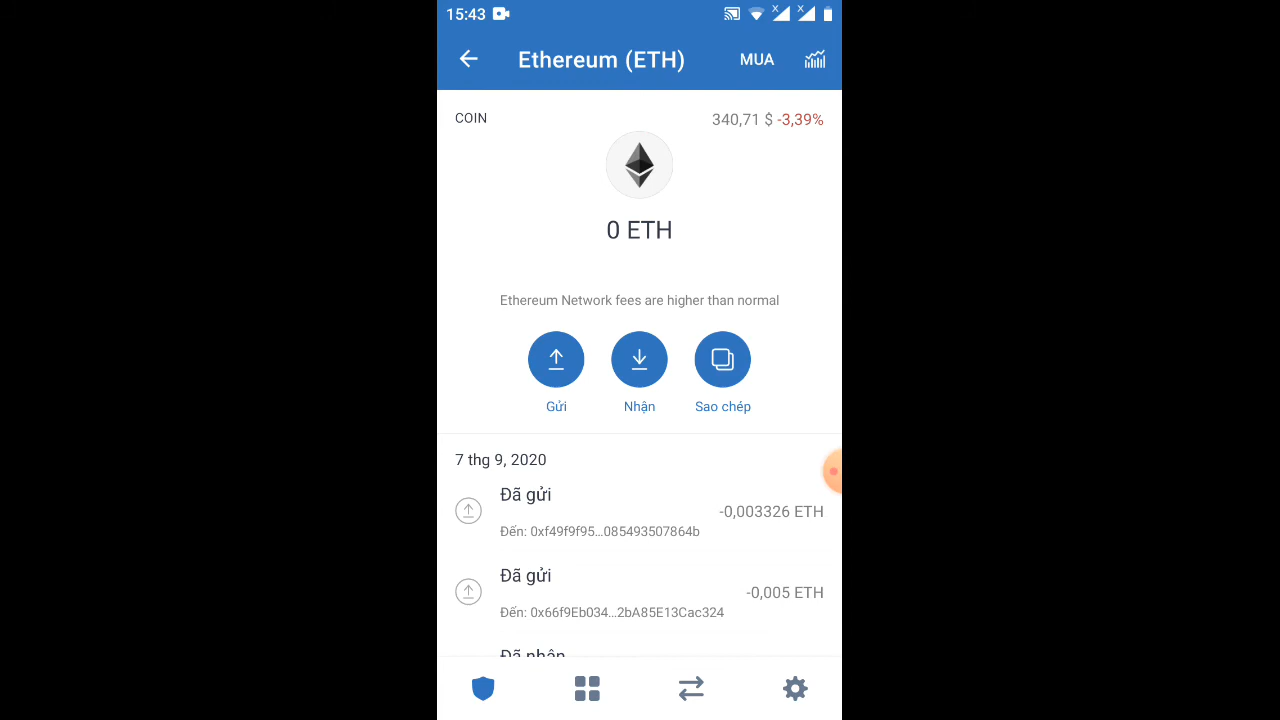 15:43
Ethereum (ETH)
MUA
COIN
340,71 $ -3,39%
0 ETH
Ethereum Network fees are higher than normal
Gửi
Nhận
Sao chép
7 thg 9, 2020
Đã gửi
-0,003326 ETH
Đến: 0xf49f9f95...085493507864b
Đã gửi
-0,005 ETH
Đến: 0x66f9Eb034...2bA85E13Cac324
Đã nhận